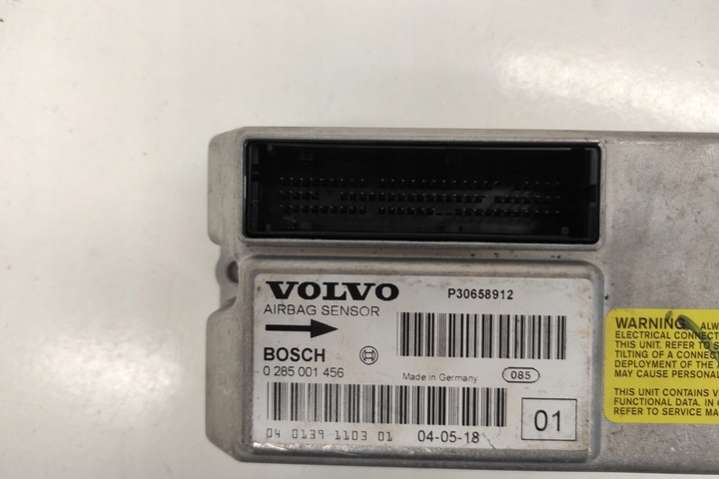 VOLVO
P30658912
AIRBAG SENSOR
BOSCH
0 285 001 456
Made in Germany
085
01
04 0139 1103 01
04-05-18
WARNING
ELECTRICAL
THIS UNIT. REFER TO
TILTING OF A
DEPLOYMENT OF THE
MAY CAUSE
THIS UNIT CONTAINS
FUNCTIONAL DATA. IN
REFER TO SERVICE